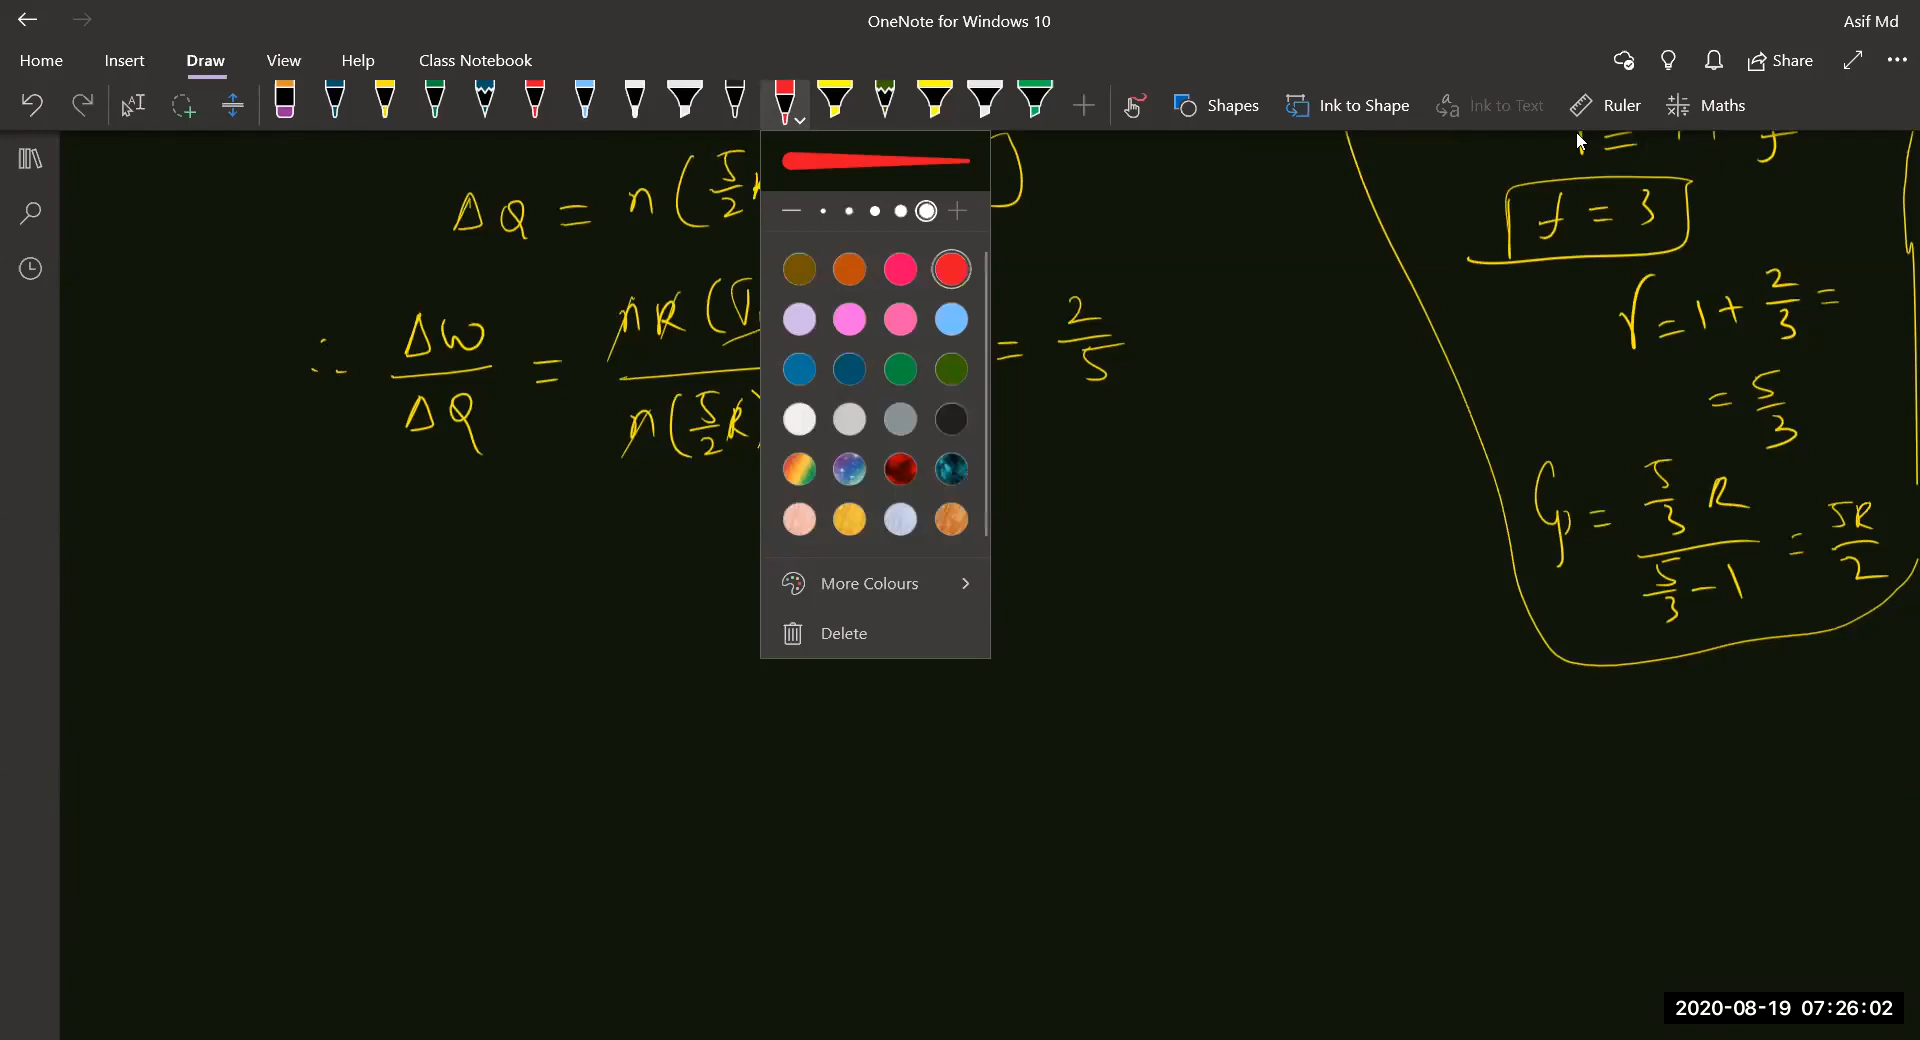 OneNote for Windows 10
Asif Md
Home Insert Draw View Help Class Notebook Share
Shapes Ink to Shape Ink to Text Ruler Maths
ΔQ = n(5/2
∴ ΔW/ΔQ = nR(V / n(5/2 R) = 2/5
f = 3
γ = 1 + 2/3 =
= 5/3
Cp = 5/3 R / 5/3 - 1 = 5R/2
More Colours
Delete
2020-08-19 07:26:02